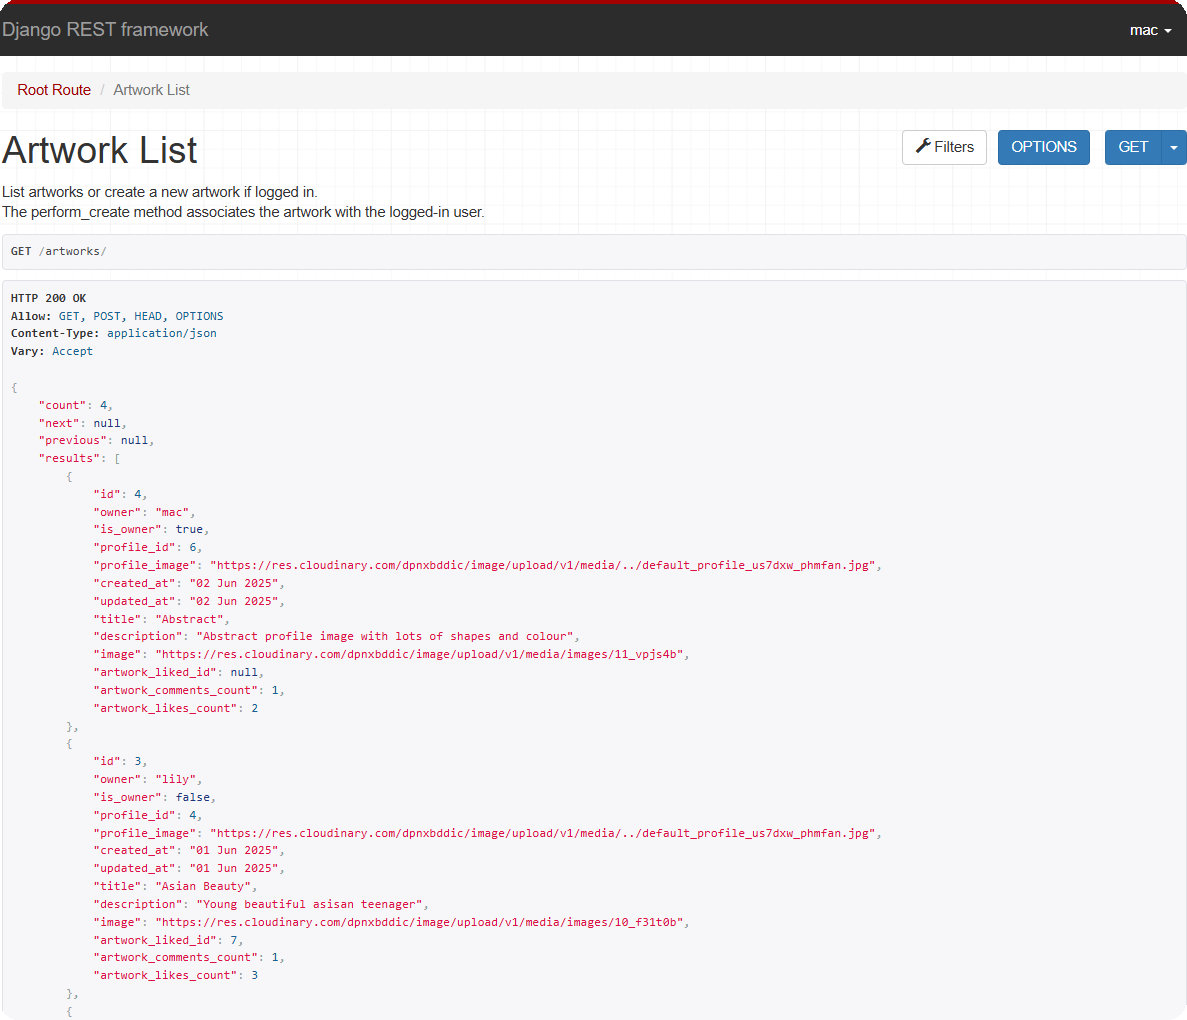 Django REST framework
mac
Root Route / Artwork List
Artwork List
Filters
OPTIONS
GET
List artworks or create a new artwork if logged in.
The perform_create method associates the artwork with the logged-in user.
GET /artworks/
HTTP 200 OK
Allow: GET, POST, HEAD, OPTIONS
Content-Type: application/json
Vary: Accept
{
    "count": 4,
    "next": null,
    "previous": null,
    "results": [
        {
            "id": 4,
            "owner": "mac",
            "is_owner": true,
            "profile_id": 6,
            "profile_image": "https://res.cloudinary.com/dpnxbddic/image/upload/v1/media/../default_profile_us7dxw_phmfan.jpg",
            "created_at": "02 Jun 2025",
            "updated_at": "02 Jun 2025",
            "title": "Abstract",
            "description": "Abstract profile image with lots of shapes and colour",
            "image": "https://res.cloudinary.com/dpnxbddic/image/upload/v1/media/images/11_vpjs4b",
            "artwork_liked_id": null,
            "artwork_comments_count": 1,
            "artwork_likes_count": 2
        },
        {
            "id": 3,
            "owner": "lily",
            "is_owner": false,
            "profile_id": 4,
            "profile_image": "https://res.cloudinary.com/dpnxbddic/image/upload/v1/media/../default_profile_us7dxw_phmfan.jpg",
            "created_at": "01 Jun 2025",
            "updated_at": "01 Jun 2025",
            "title": "Asian Beauty",
            "description": "Young beautiful asisan teenager",
            "image": "https://res.cloudinary.com/dpnxbddic/image/upload/v1/media/images/10_f31t0b",
            "artwork_liked_id": 7,
            "artwork_comments_count": 1,
            "artwork_likes_count": 3
        },
        {